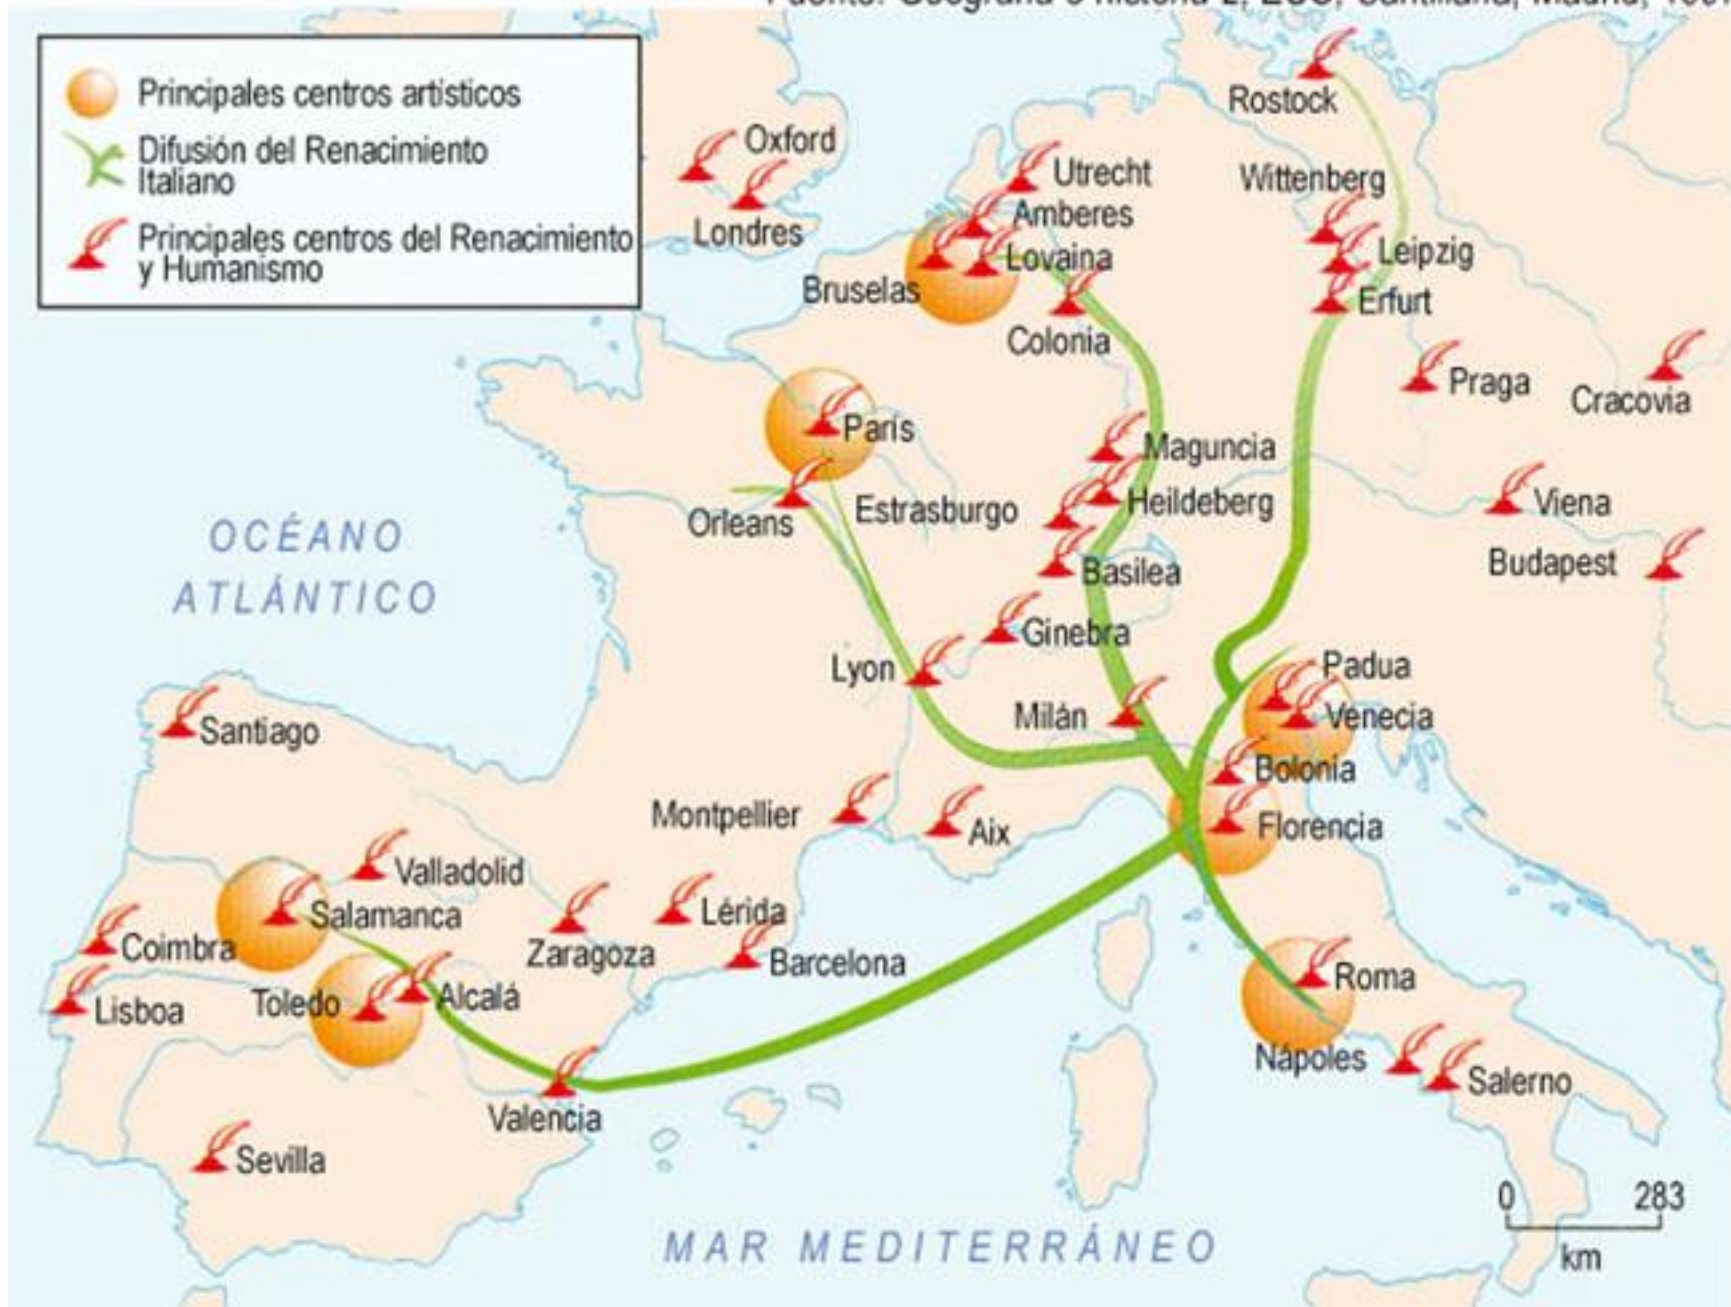 Principales centros artísticos
Difusión del Renacimiento
Italiano
Principales centros del Renacimiento
y Humanismo
Rostock
Oxford
Utrecht
Wittenberg
Amberes
Londres
Leipzig
Lovaina
Bruselas
Erfurt
Colonia
Praga
Cracovia
París
Maguncia
Heildeberg
Viena
Estrasburgo
Orleans
OCÉANO
ATLÁNTICO
Budapest
Basilea
Ginebra
Lyon
Padua
Milán
Venecia
Santiago
Bolonia
Montpellier
Aix
Florencia
Valladolid
Salamanca
Lérida
Coimbra
Zaragoza
Barcelona
Roma
Toledo
Alcalá
Lisboa
Nápoles
Salerno
Valencia
Sevilla
0 283
km
MAR MEDITERRÁNEO